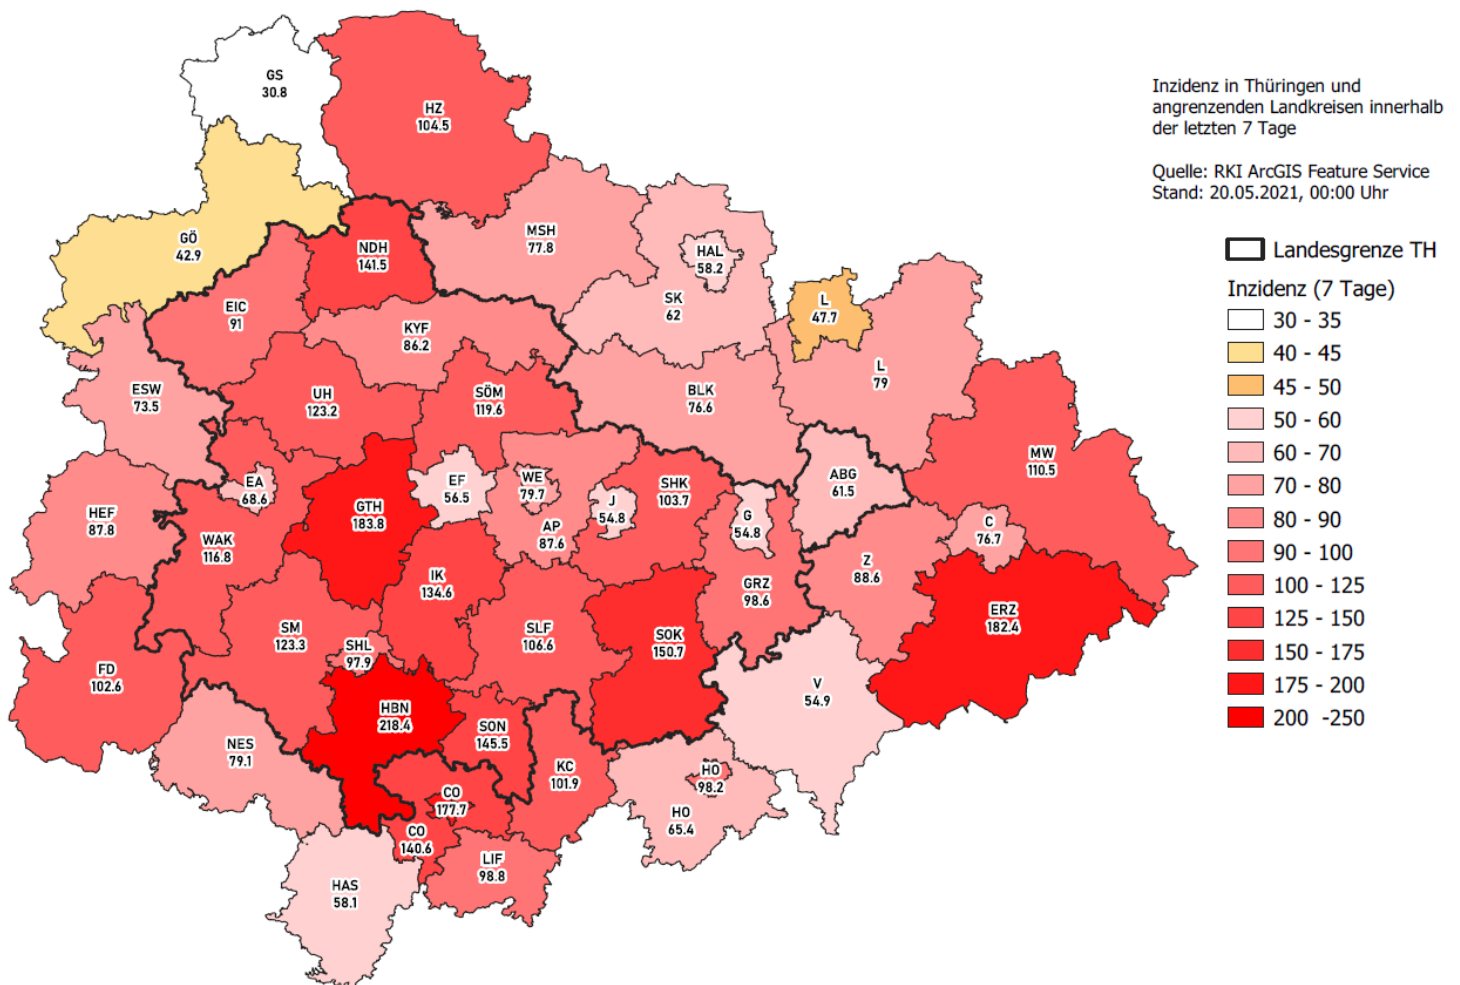 GS
30.8
HZ
104.5
Inzidenz in Thüringen und
angrenzenden Landkreisen innerhalb
der letzten 7 Tage
Quelle: RKI ArcGIS Feature Service
Stand: 20.05.2021, 00:00 Uhr
GÖ
42.9
NDH
141.5
MSH
77.8
HAL
58.2
Landesgrenze TH
Inzidenz (7 Tage)
30 - 35
40 - 45
45 - 50
50 - 60
60 - 70
70 - 80
80 - 90
90 - 100
100 - 125
125 - 150
150 - 175
175 - 200
200 -250
EIC
91
KYF
86.2
SK
62
L
47.7
ESW
73.5
UH
123.2
SÖM
119.6
BLK
76.6
L
79
HEF
87.8
EA
68.6
GTH
183.8
EF
56.5
WE
79.7
AP
87.6
J
54.8
SHK
103.7
G
54.8
ABG
61.5
MW
110.5
WAK
116.8
IK
134.6
GRZ
98.6
Z
88.6
C
76.7
ERZ
182.4
FD
102.6
SM
123.3
SHL
97.9
SLF
106.6
SOK
150.7
V
54.9
NES
79.1
HBN
218.4
SON
145.5
KC
101.9
HO
98.2
HO
65.4
CO
177.7
CO
140.6
LIF
98.8
HAS
58.1